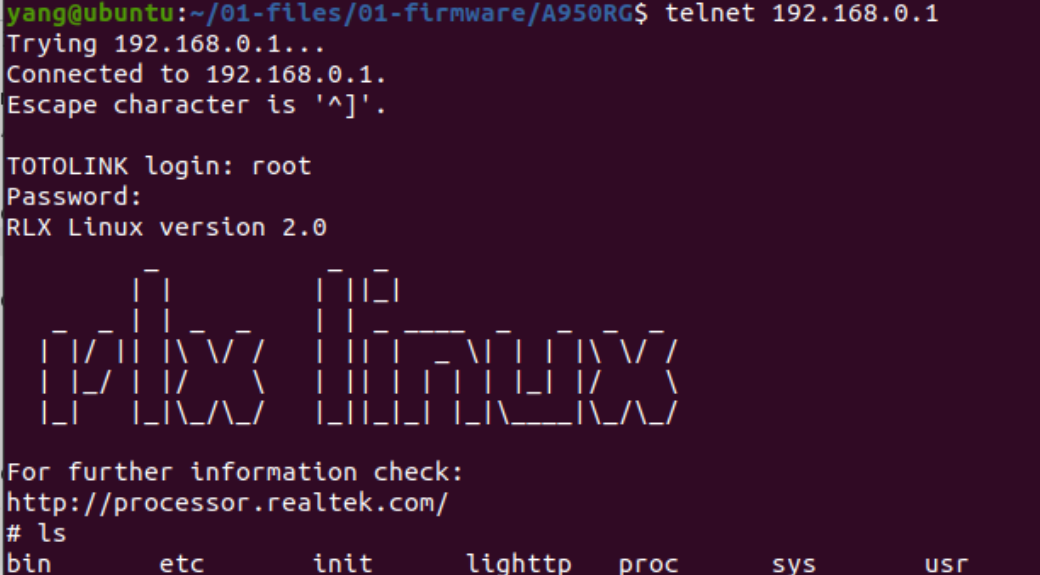 yang@ubuntu:~/01-files/01-firmware/A950RG$ telnet 192.168.0.1
Trying 192.168.0.1...
Connected to 192.168.0.1.
Escape character is '^]'.
TOTOLINK login: root
Password:
RLX Linux version 2.0
rlx linux
For further information check:
http://processor.realtek.com/
# ls
bin etc init lighttp proc sys usr